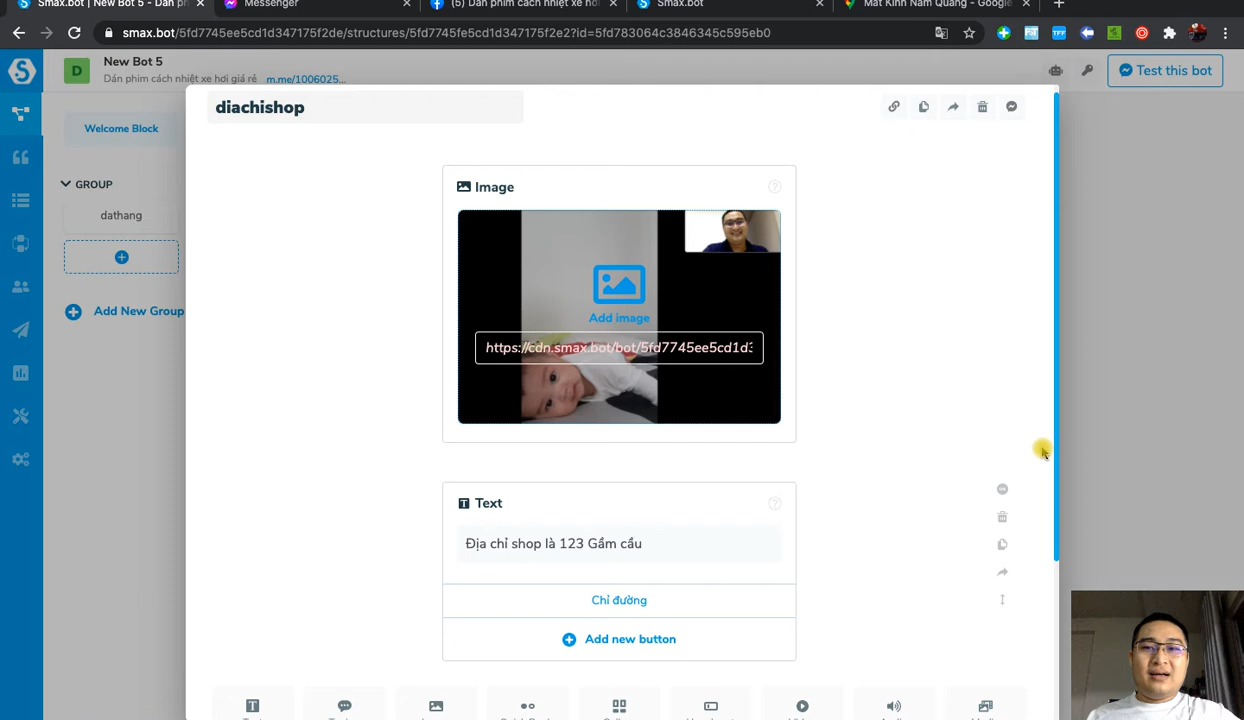 Smax.bot | New Bot 5 - Dán ph
Messenger
(5) Dán phim cách nhiệt xe hơi
Smax.bot
Mat Kinh Nam Quang - Google
smax.bot/5fd7745ee5cd1d347175f2de/structures/5fd7745fe5cd1d347175f2e2?id=5fd783064c3846345c595eb0
D
New Bot 5
Dán phim cách nhiệt xe hơi giá rẻ m.me/1006025...
Test this bot
Welcome Block
GROUP
dathang
Add New Group
diachishop
Image
Add image
https://cdn.smax.bot/bot/5fd7745ee5cd1d3
Text
Địa chỉ shop là 123 Gầm cầu
Chỉ đường
Add new button